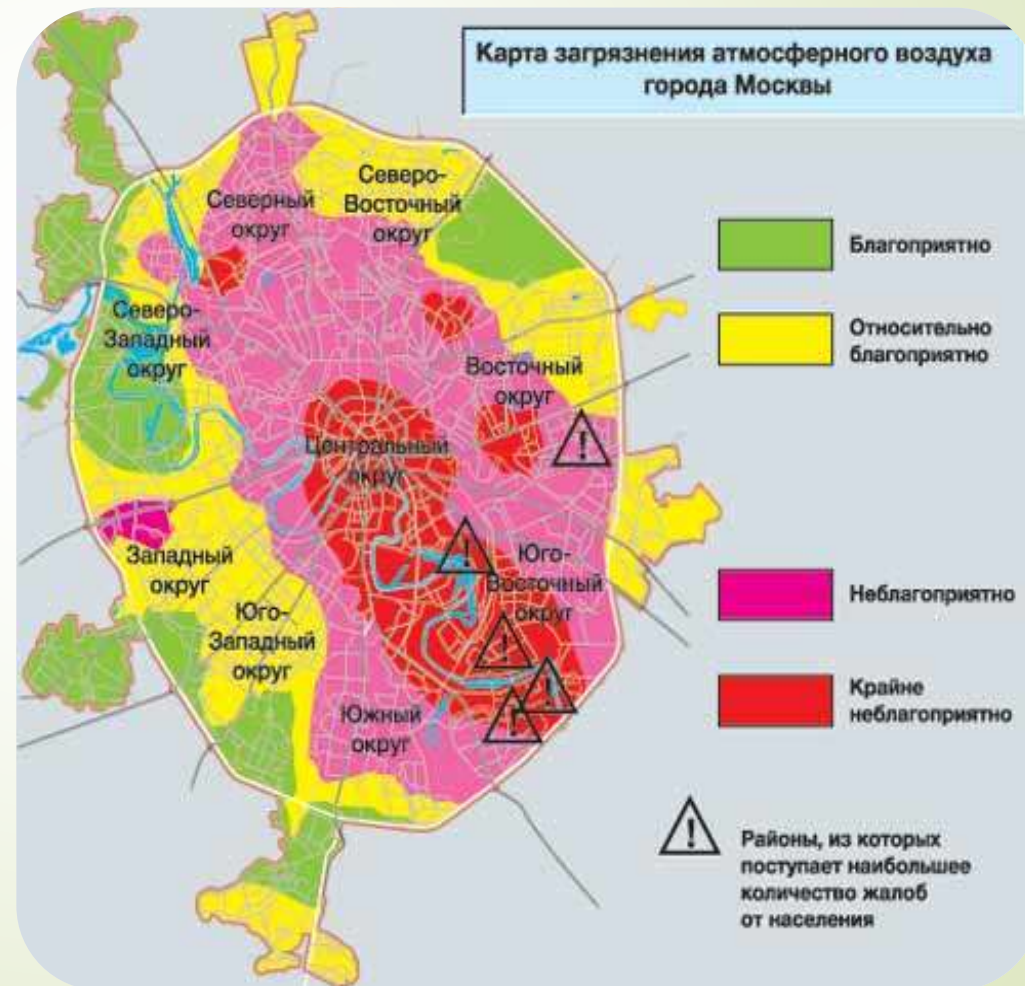 Карта загрязнения атмосферного воздуха
города Москвы
Северо-
Восточный
округ
Северный
округ
Северо-
Западный
округ
Восточный
округ
Центральный
округ
Западный
округ
Юго-
Западный
округ
Юго-
Восточный
округ
Южный
округ
Благоприятно
Относительно
благоприятно
Неблагоприятно
Крайне
неблагоприятно
Районы, из которых
поступает наибольшее
количество жалоб
от населения